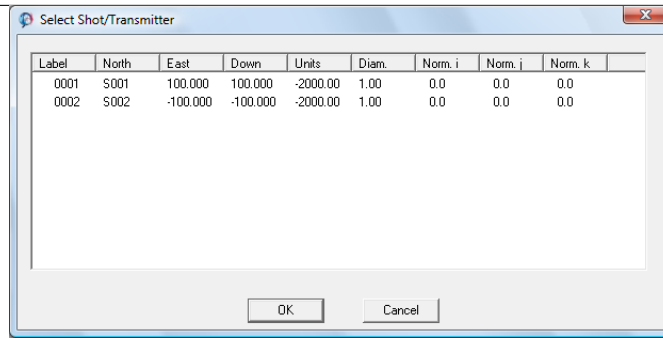 Select Shot/Transmitter
Label North East Down Units Diam. Norm. i Norm. j Norm. k
0001 S001 100.000 100.000 -2000.00 1.00 0.0 0.0 0.0
0002 S002 -100.000 -100.000 -2000.00 1.00 0.0 0.0 0.0
OK Cancel